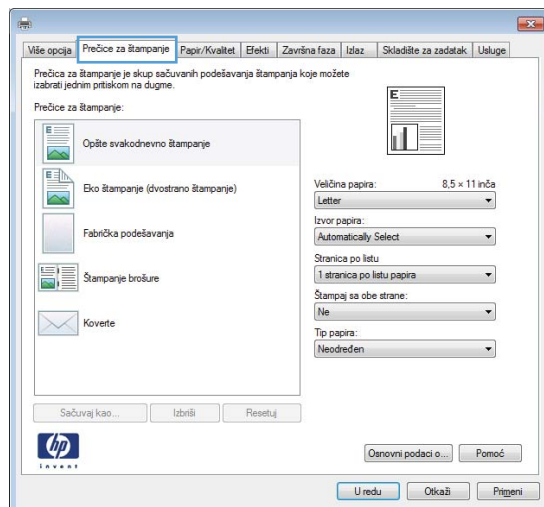 Više opcija Prečice za štampanje Papir/Kvalitet Efekti Završna faza Izlaz Skladište za zadatak Usluge
Prečica za štampanje je skup sačuvanih podešavanja štampanja koje možete
izabrati jednim pritiskom na dugme.
Prečice za štampanje:
Opšte svakodnevno štampanje
Eko štampanje (dvostrano štampanje)
Fabrička podešavanja
Štampanje brošure
Koverte
Sačuvaj kao... Izbriši Resetuj
E
Veličina papira: 8,5 × 11 inča
Letter
Izvor papira:
Automatically Select
Stranica po listu
1 stranica po listu papira
Štampaj sa obe strane:
Ne
Tip papira:
Neodređen
hp
invent
Osnovni podaci o... Pomoć
U redu Otkaži Primeni